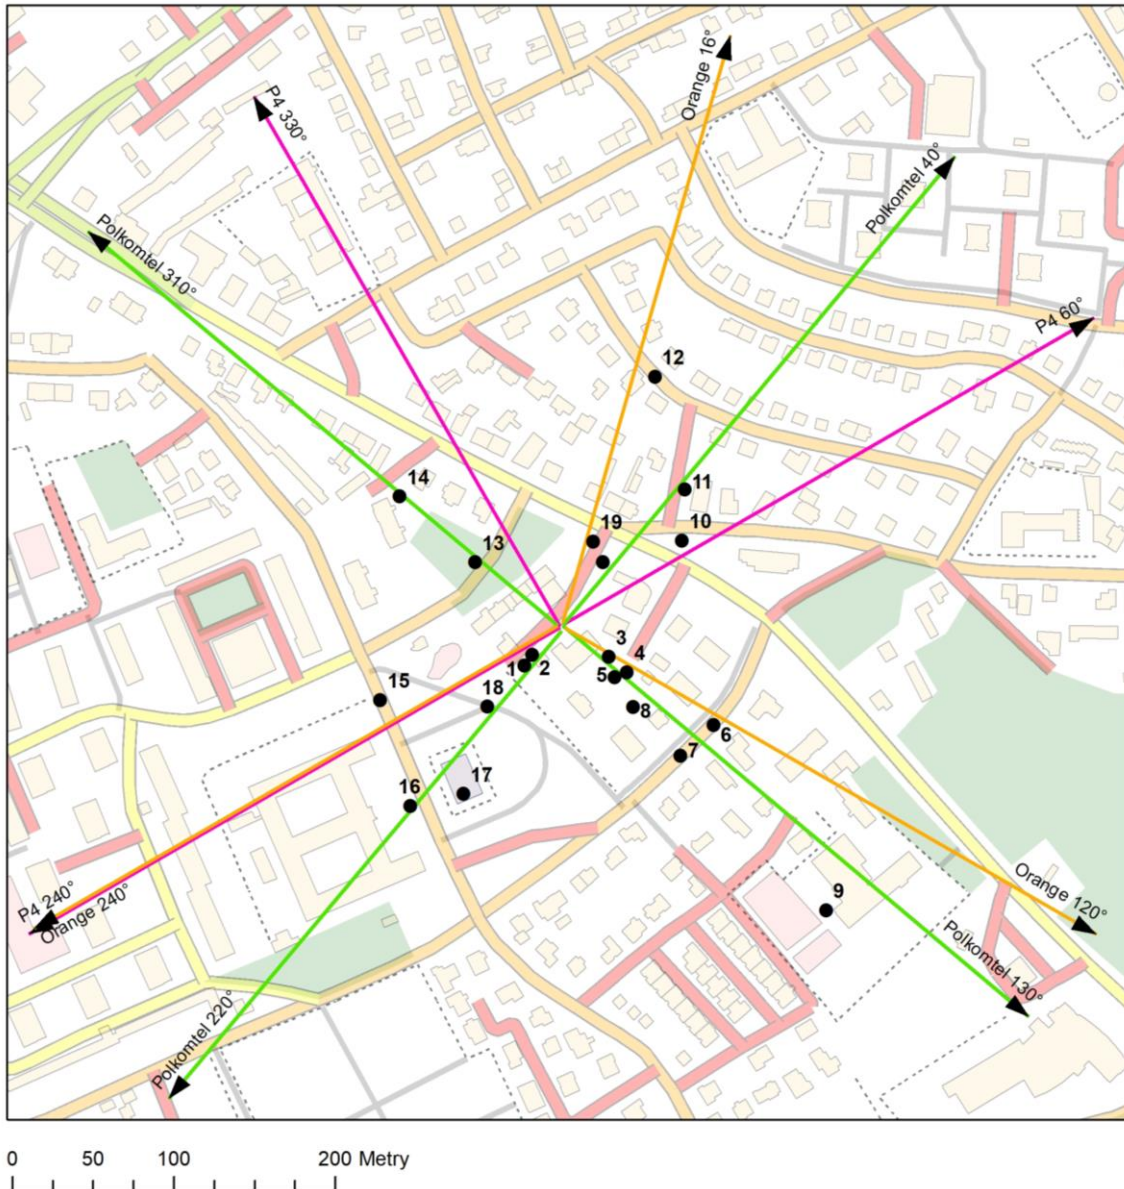 Orange 16°
P4 330°
Polkomtel 40°
Polkomtel 310°
P4 60°
12
14
11
19
10
13
3
4
1
2
5
15
18
8
6
7
17
16
9
P4 240°
Orange 240°
Orange 120°
Polkomtel 130°
Polkomtel 220°
0 50 100 200 Metry